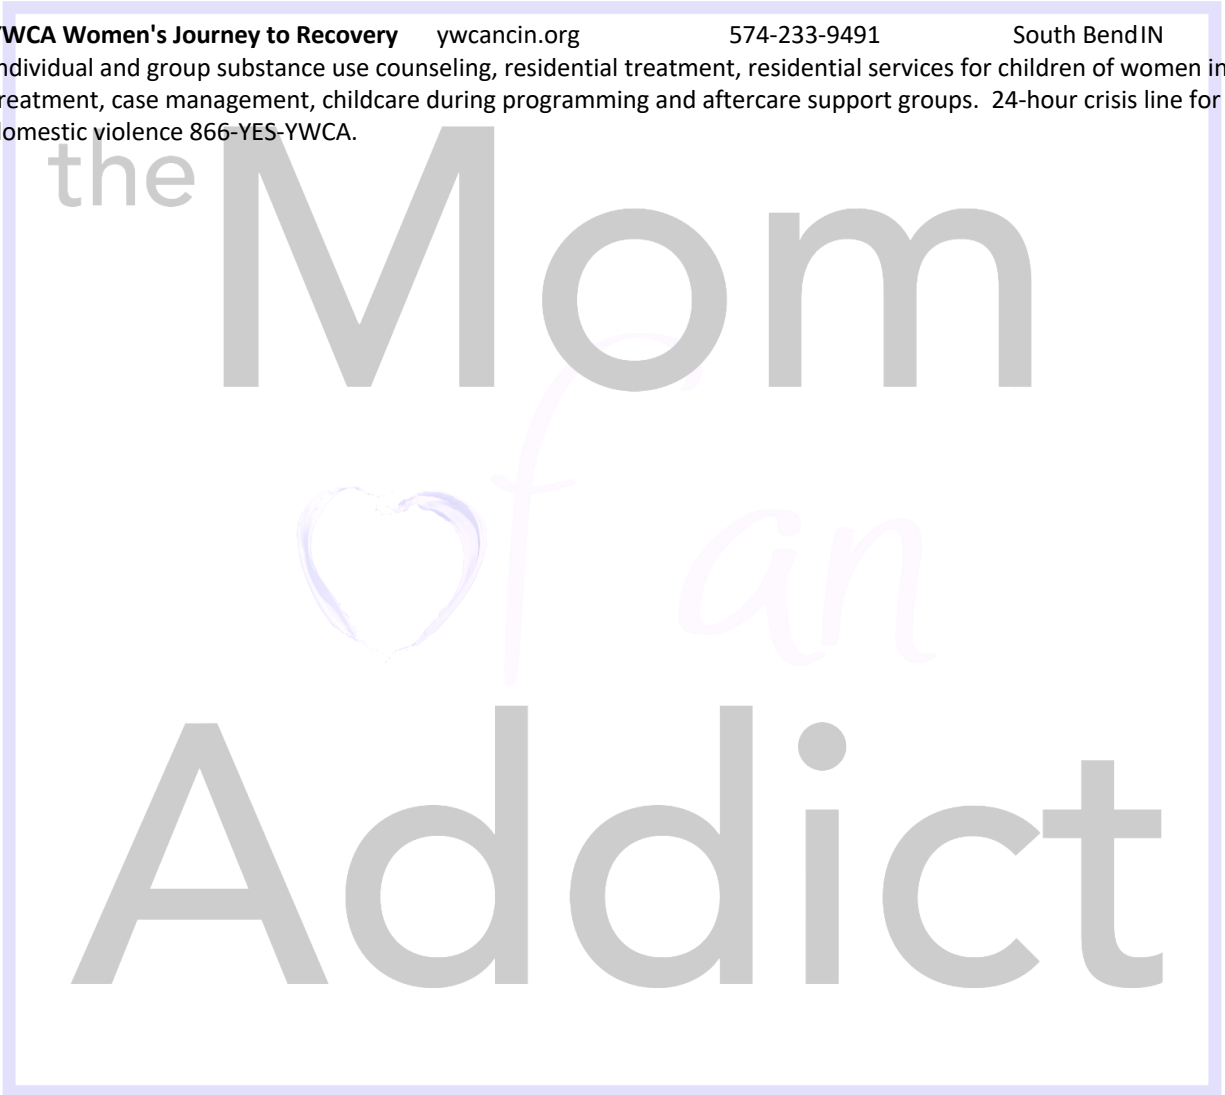 YWCA Women's Journey to Recovery ywcancin.org 574-233-9491 South Bend IN
ndividual and group substance use counseling, residential treatment, residential services for children of women in
reatment, case management, childcare during programming and aftercare support groups. 24-hour crisis line for
domestic violence 866-YES-YWCA.
the Mom
of an
Addict